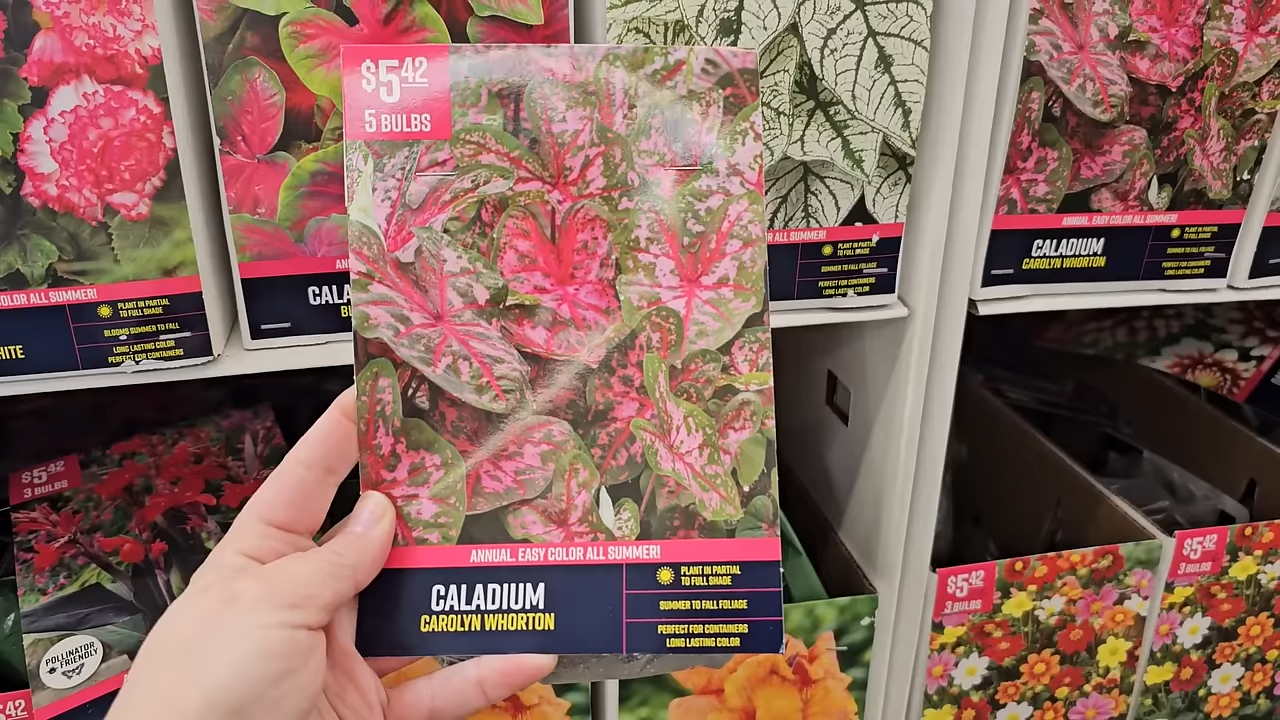 $5.42
5 BULBS
ANNUAL. EASY COLOR ALL SUMMER!
CALADIUM
CAROLYN WHORTON
PLANT IN PARTIAL
TO FULL SHADE
SUMMER TO FALL FOLIAGE
PERFECT FOR CONTAINERS
LONG LASTING COLOR
COLOR ALL SUMMER!
PLANT IN PARTIAL
TO FULL SHADE
BLOOMS SUMMER TO FALL
LONG LASTING COLOR
PERFECT FOR CONTAINERS
ALL SUMMER!
PLANT IN PARTIAL
TO FULL SHADE
SUMMER TO FALL FOLIAGE
PERFECT FOR CONTAINERS
LONG LASTING COLOR
ANNUAL. EASY COLOR ALL SUMMER!
CALADIUM
CAROLYN WHORTON
PLANT IN PARTIAL
TO FULL SHADE
SUMMER TO FALL FOLIAGE
PERFECT FOR CONTAINERS
LONG LASTING COLOR
$5.42
3 BULBS
POLLINATOR
FRIENDLY
$5.42
3 BULBS
$5.42
3 BULBS